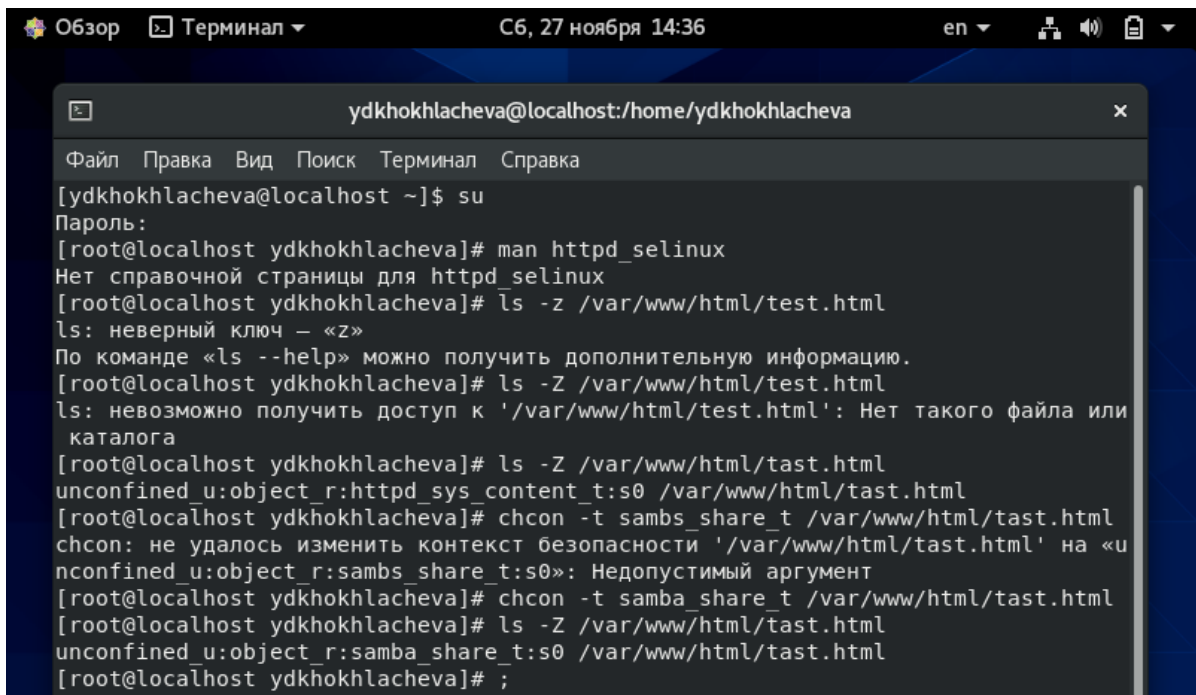 Обзор Терминал Сб, 27 ноября 14:36 en
ydkhokhlacheva@localhost:/home/ydkhokhlacheva
Файл Правка Вид Поиск Терминал Справка
[ydkhokhlacheva@localhost ~]$ su
Пароль:
[root@localhost ydkhokhlacheva]# man httpd_selinux
Нет справочной страницы для httpd_selinux
[root@localhost ydkhokhlacheva]# ls -z /var/www/html/test.html
ls: неверный ключ — «z»
По команде «ls --help» можно получить дополнительную информацию.
[root@localhost ydkhokhlacheva]# ls -Z /var/www/html/test.html
ls: невозможно получить доступ к '/var/www/html/test.html': Нет такого файла или
каталога
[root@localhost ydkhokhlacheva]# ls -Z /var/www/html/tast.html
unconfined_u:object_r:httpd_sys_content_t:s0 /var/www/html/tast.html
[root@localhost ydkhokhlacheva]# chcon -t sambs_share_t /var/www/html/tast.html
chcon: не удалось изменить контекст безопасности '/var/www/html/tast.html' на «u
nconfined_u:object_r:sambs_share_t:s0»: Недопустимый аргумент
[root@localhost ydkhokhlacheva]# chcon -t samba_share_t /var/www/html/tast.html
[root@localhost ydkhokhlacheva]# ls -Z /var/www/html/tast.html
unconfined_u:object_r:samba_share_t:s0 /var/www/html/tast.html
[root@localhost ydkhokhlacheva]# ;